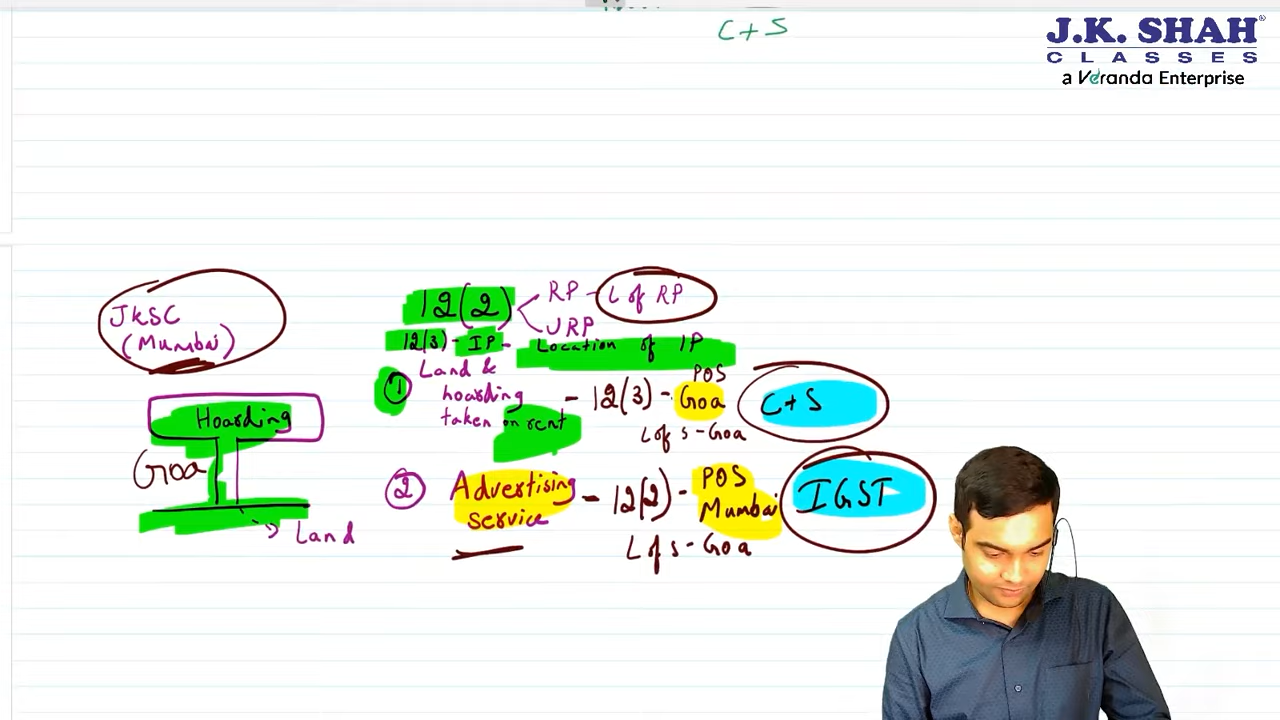 C+S
J.K. SHAH
CLASSES
a Veranda Enterprise
JKSC
(Mumbai)
12(2)
RP - L of RP
URP
12(3) - IP - Location of IP
① Land &
hoarding
taken on rent - 12(3) - POS
Goa
C+S
L of S - Goa
Hoarding
Goa
Land
② Advertising
service - 12(2) - POS
Mumbai
IGST
L of S - Goa